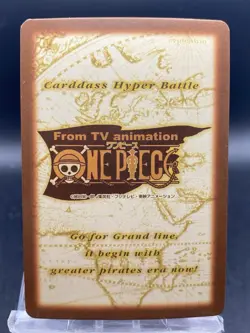 Carddass Hyper Battle
From TV animation
ワンピース
ONE PIECE
Go for Grand line,
it begin with
greater pirates era now!